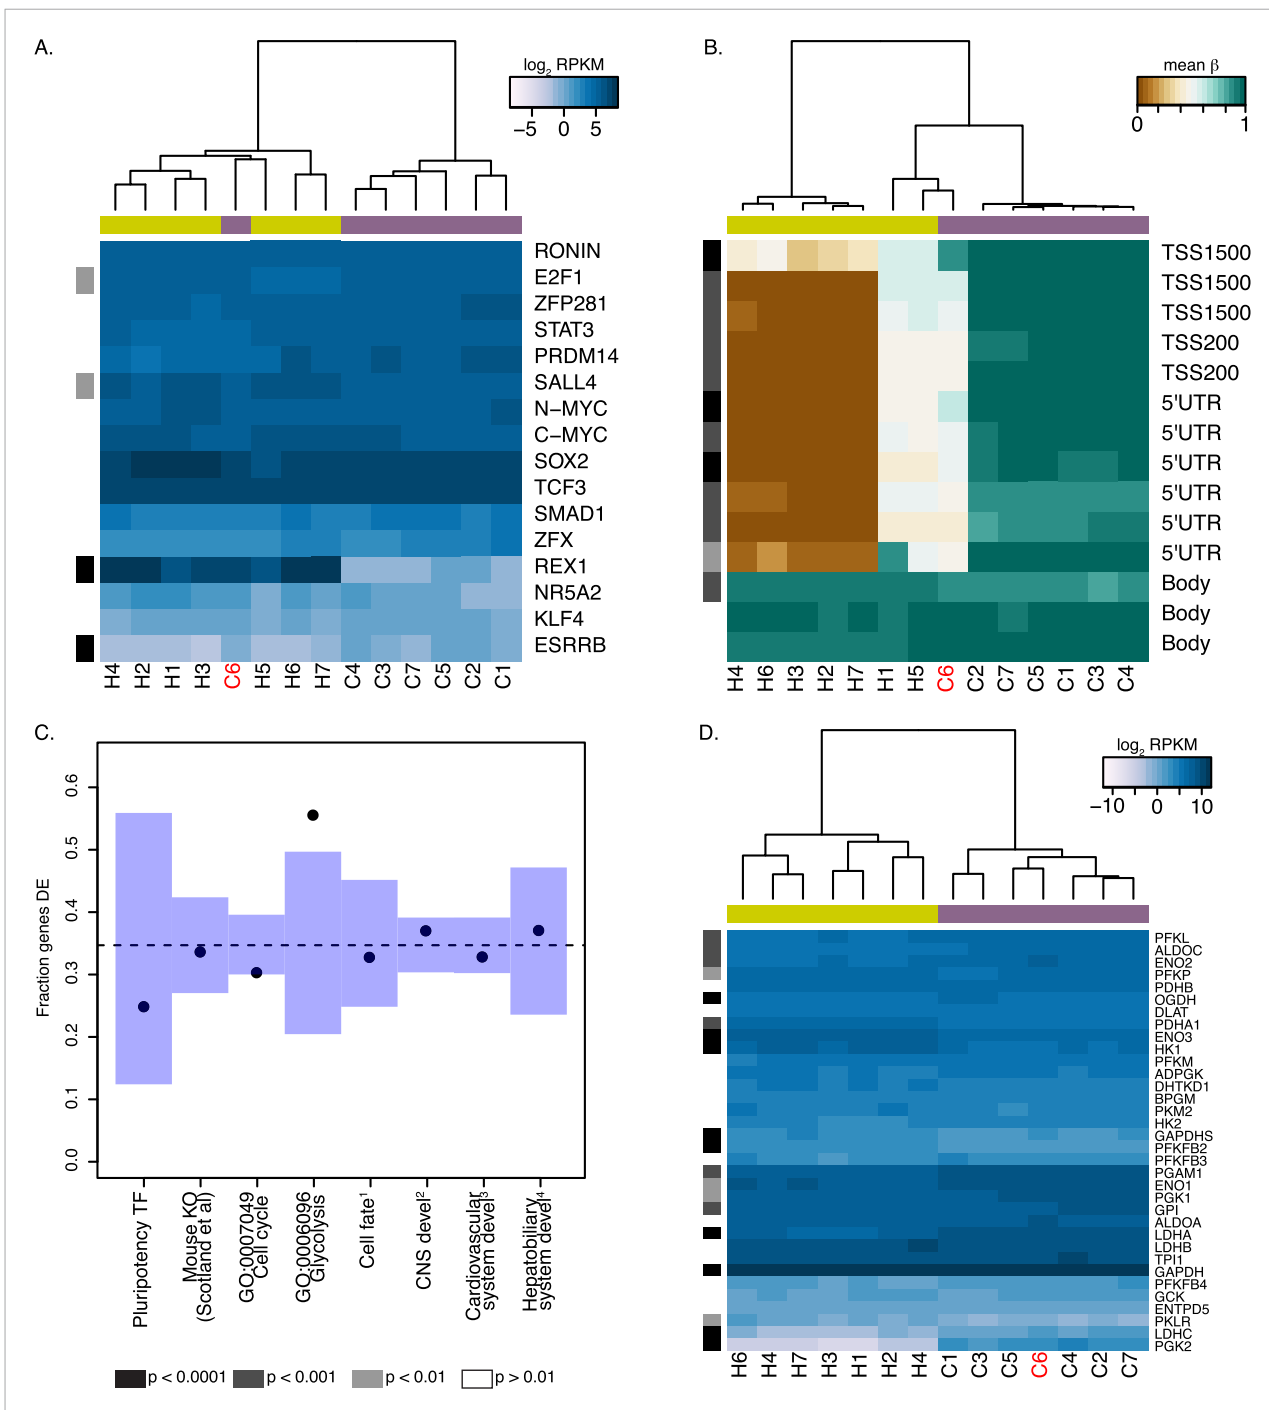 A.
log2 RPKM
−5 0 5
RONIN
E2F1
ZFP281
STAT3
PRDM14
SALL4
N−MYC
C−MYC
SOX2
TCF3
SMAD1
ZFX
REX1
NR5A2
KLF4
ESRRB
H4 H2 H1 H3 C6 H5 H6 H7 C4 C3 C7 C5 C2 C1
B.
mean β
0 1
TSS1500
TSS1500
TSS1500
TSS200
TSS200
5'UTR
5'UTR
5'UTR
5'UTR
5'UTR
5'UTR
Body
Body
Body
H4 H6 H3 H2 H7 H1 H5 C6 C2 C7 C5 C1 C3 C4
C.
Fraction genes DE
0.6
0.5
0.4
0.3
0.2
0.1
0.0
Pluripotency TF
Mouse KO
(Scotland et al)
GO:0007049
Cell cycle
GO:0006096
Glycolysis
Cell fate1
CNS devel2
Cardiovascular
system devel3
Hepatobiliary
system devel4
p < 0.0001 p < 0.001 p < 0.01 p > 0.01
D.
log2 RPKM
−10 0 10
PFKL
ALDOC
ENO2
PFKP
PDHB
OGDH
DLAT
PDHA1
ENO3
HK1
PFKM
ADPGK
DHTKD1
BPGM
PKM2
HK2
GAPDHS
PFKFB2
PFKFB3
PGAM1
ENO1
PGK1
GPI
ALDOA
LDHA
LDHB
TPI1
GAPDH
PFKFB4
GCK
ENTPD5
PKLR
LDHC
PGK2
H6 H4 H7 H3 H1 H2 H4 C1 C3 C5 C6 C4 C2 C7